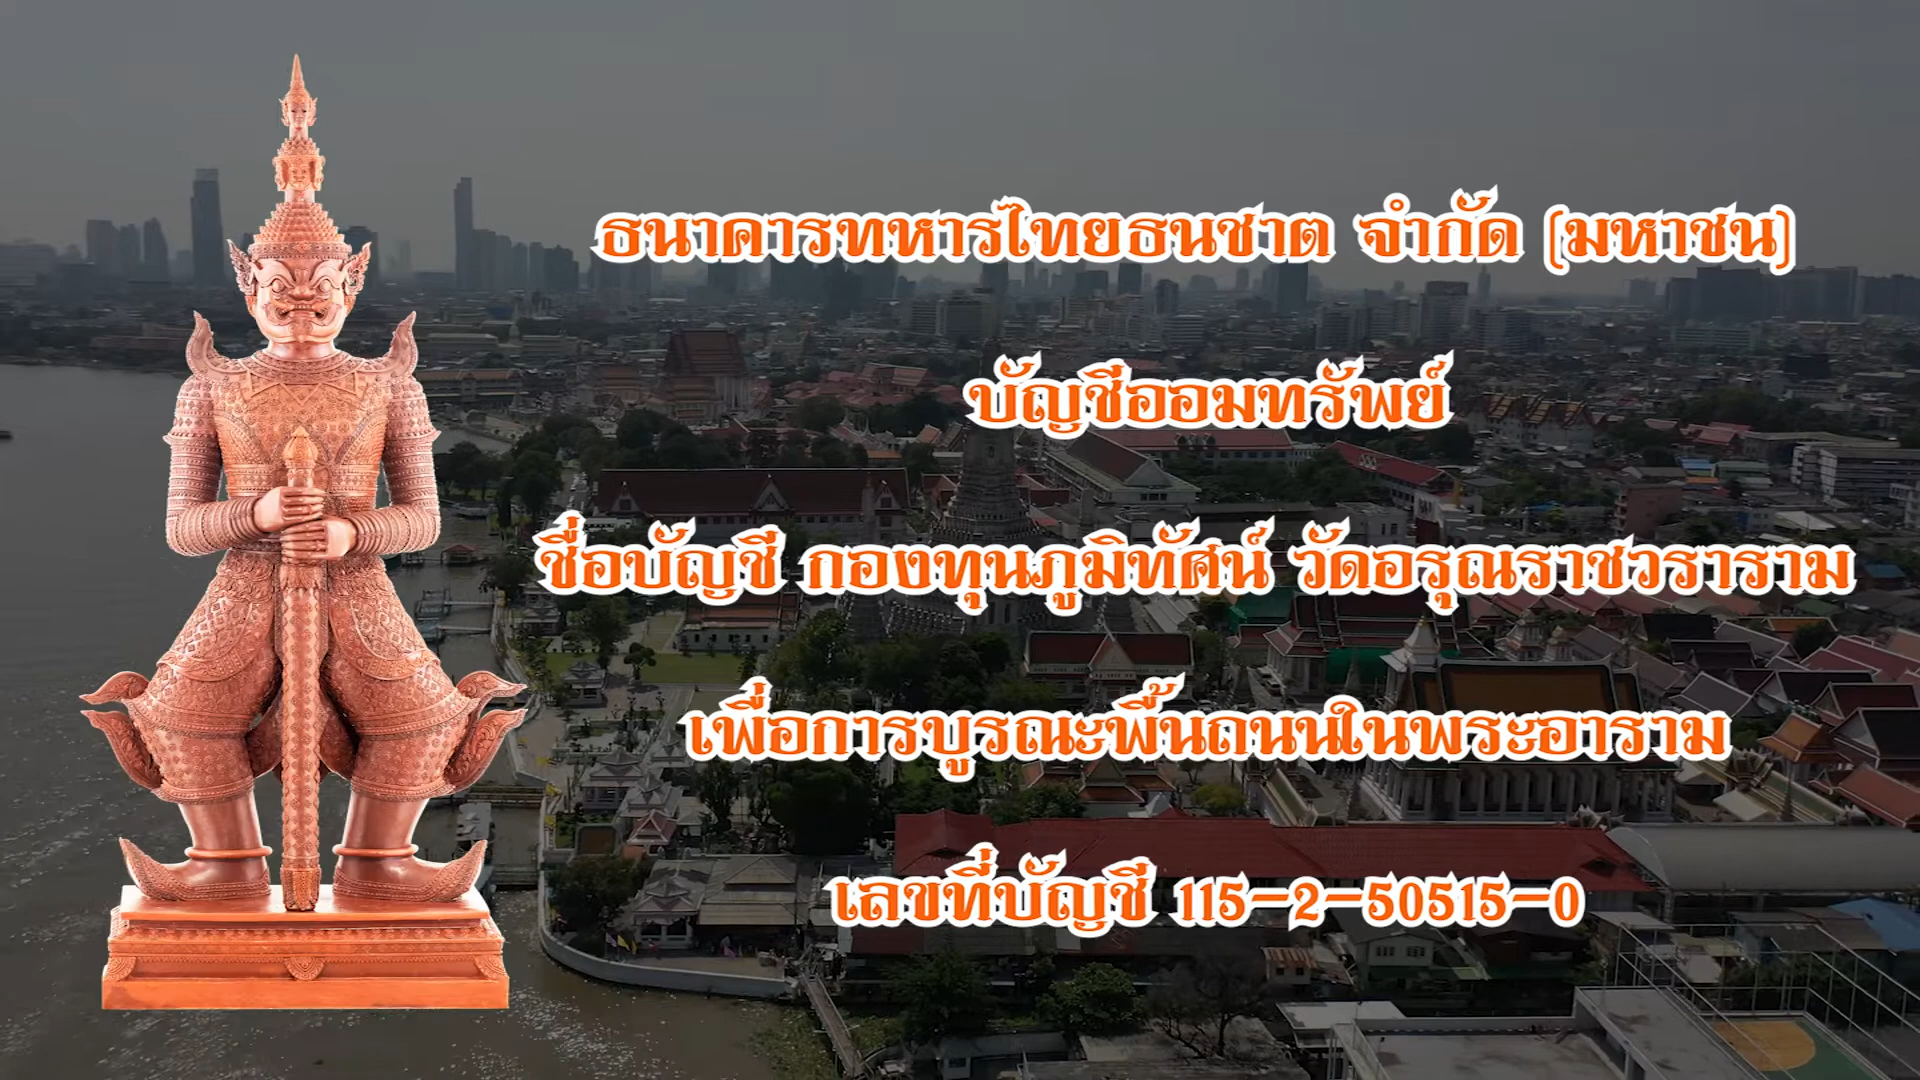 ธนาคารทหารไทยธนชาต จำกัด (มหาชน)
บัญชีออมทรัพย์
ชื่อบัญชี กองทุนภูมิทัศน์ วัดอรุณราชวราราม
เพื่อการบูรณะพื้นถนนในพระอาราม
เลขที่บัญชี 115-2-50515-0